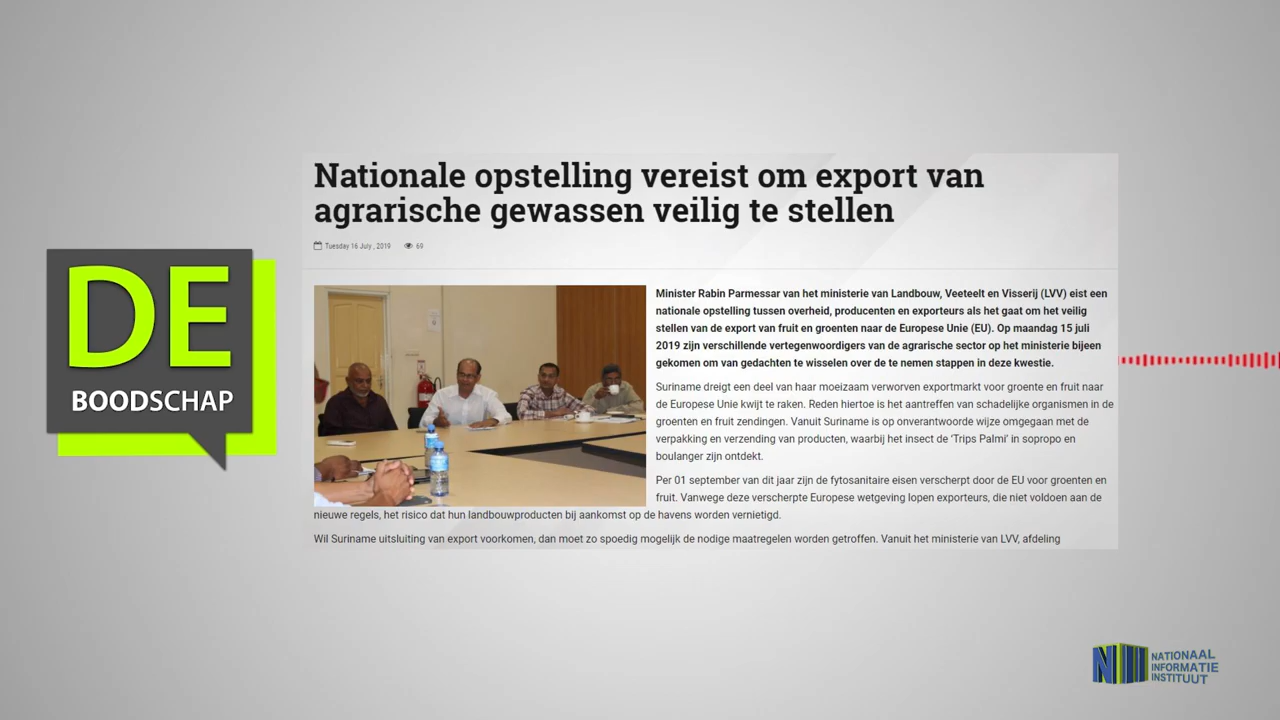 Nationale opstelling vereist om export van
agrarische gewassen veilig te stellen
Tuesday 16 July , 2019 69
DE
BOODSCHAP
Minister Rabin Parmessar van het ministerie van Landbouw, Veeteelt en Visserij (LVV) eist een
nationale opstelling tussen overheid, producenten en exporteurs als het gaat om het veilig
stellen van de export van fruit en groenten naar de Europese Unie (EU). Op maandag 15 juli
2019 zijn verschillende vertegenwoordigers van de agrarische sector op het ministerie bijeen
gekomen om van gedachten te wisselen over de te nemen stappen in deze kwestie.
Suriname dreigt een deel van haar moeizaam verworven exportmarkt voor groente en fruit naar
de Europese Unie kwijt te raken. Reden hiertoe is het aantreffen van schadelijke organismen in de
groenten en fruit zendingen. Vanuit Suriname is op onverantwoorde wijze omgegaan met de
verpakking en verzending van producten, waarbij het insect de ‘Trips Palmi’ in sopropo en
boulanger zijn ontdekt.
Per 01 september van dit jaar zijn de fytosanitaire eisen verscherpt door de EU voor groenten en
fruit. Vanwege deze verscherpte Europese wetgeving lopen exporteurs, die niet voldoen aan de
nieuwe regels, het risico dat hun landbouwproducten bij aankomst op de havens worden vernietigd.
Wil Suriname uitsluiting van export voorkomen, dan moet zo spoedig mogelijk de nodige maatregelen worden getroffen. Vanuit het ministerie van LVV, afdeling
NII
NATIONAAL
INFORMATIE
INSTITUUT